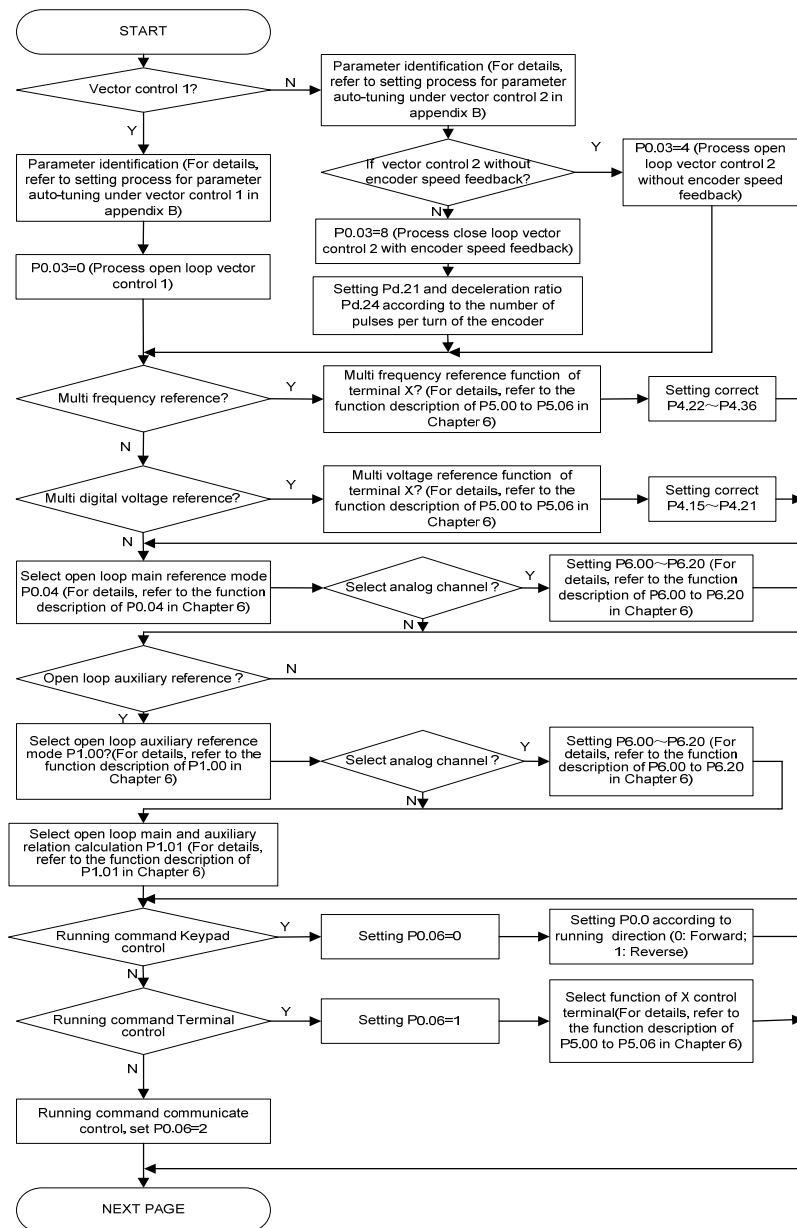 START
Vector control 1?
N
Parameter identification (For details,
refer to setting process for parameter
auto-tuning under vector control 2 in
appendix B)
Y
Parameter identification (For details,
refer to setting process for parameter
auto-tuning under vector control 1 in
appendix B)
If vector control 2 without
encoder speed feedback?
Y
P0.03=4 (Process open
loop vector control 2
without encoder speed
feedback)
N
P0.03=8 (Process close loop vector
control 2 with encoder speed feedback)
P0.03=0 (Process open loop vector
control 1)
Setting Pd.21 and deceleration ratio
Pd.24 according to the number of
pulses per turn of the encoder
Multi frequency reference?
Y
Multi frequency reference function of
terminal X? (For details, refer to the
function description of P5.00 to P5.06 in
Chapter 6)
Setting correct
P4.22～P4.36
N
Multi digital voltage reference?
Y
Multi voltage reference function of
terminal X? (For details, refer to the
function description of P5.00 to P5.06 in
Chapter 6)
Setting correct
P4.15～P4.21
N
Select open loop main reference mode
P0.04 (For details, refer to the function
description of P0.04 in Chapter 6)
Select analog channel ?
Y
Setting P6.00～P6.20 (For
details, refer to the function
description of P6.00 to P6.20
in Chapter 6)
N
Open loop auxiliary reference ?
N
Y
Select open loop auxiliary reference
mode P1.00?(For details, refer to the
function description of P1.00 in
Chapter 6)
Select analog channel ?
Y
Setting P6.00～P6.20 (For
details, refer to the function
description of P6.00 to P6.20
in Chapter 6)
N
Select open loop main and auxiliary
relation calculation P1.01 (For details,
refer to the function description of
P1.01 in Chapter 6)
Running command Keypad
control
Y
Setting P0.06=0
Setting P0.0 according to
running direction (0: Forward;
1: Reverse)
N
Running command Terminal
control
Y
Setting P0.06=1
Select function of X control
terminal(For details, refer to
the function description of
P5.00 to P5.06 in Chapter 6)
N
Running command communicate
control, set P0.06=2
NEXT PAGE